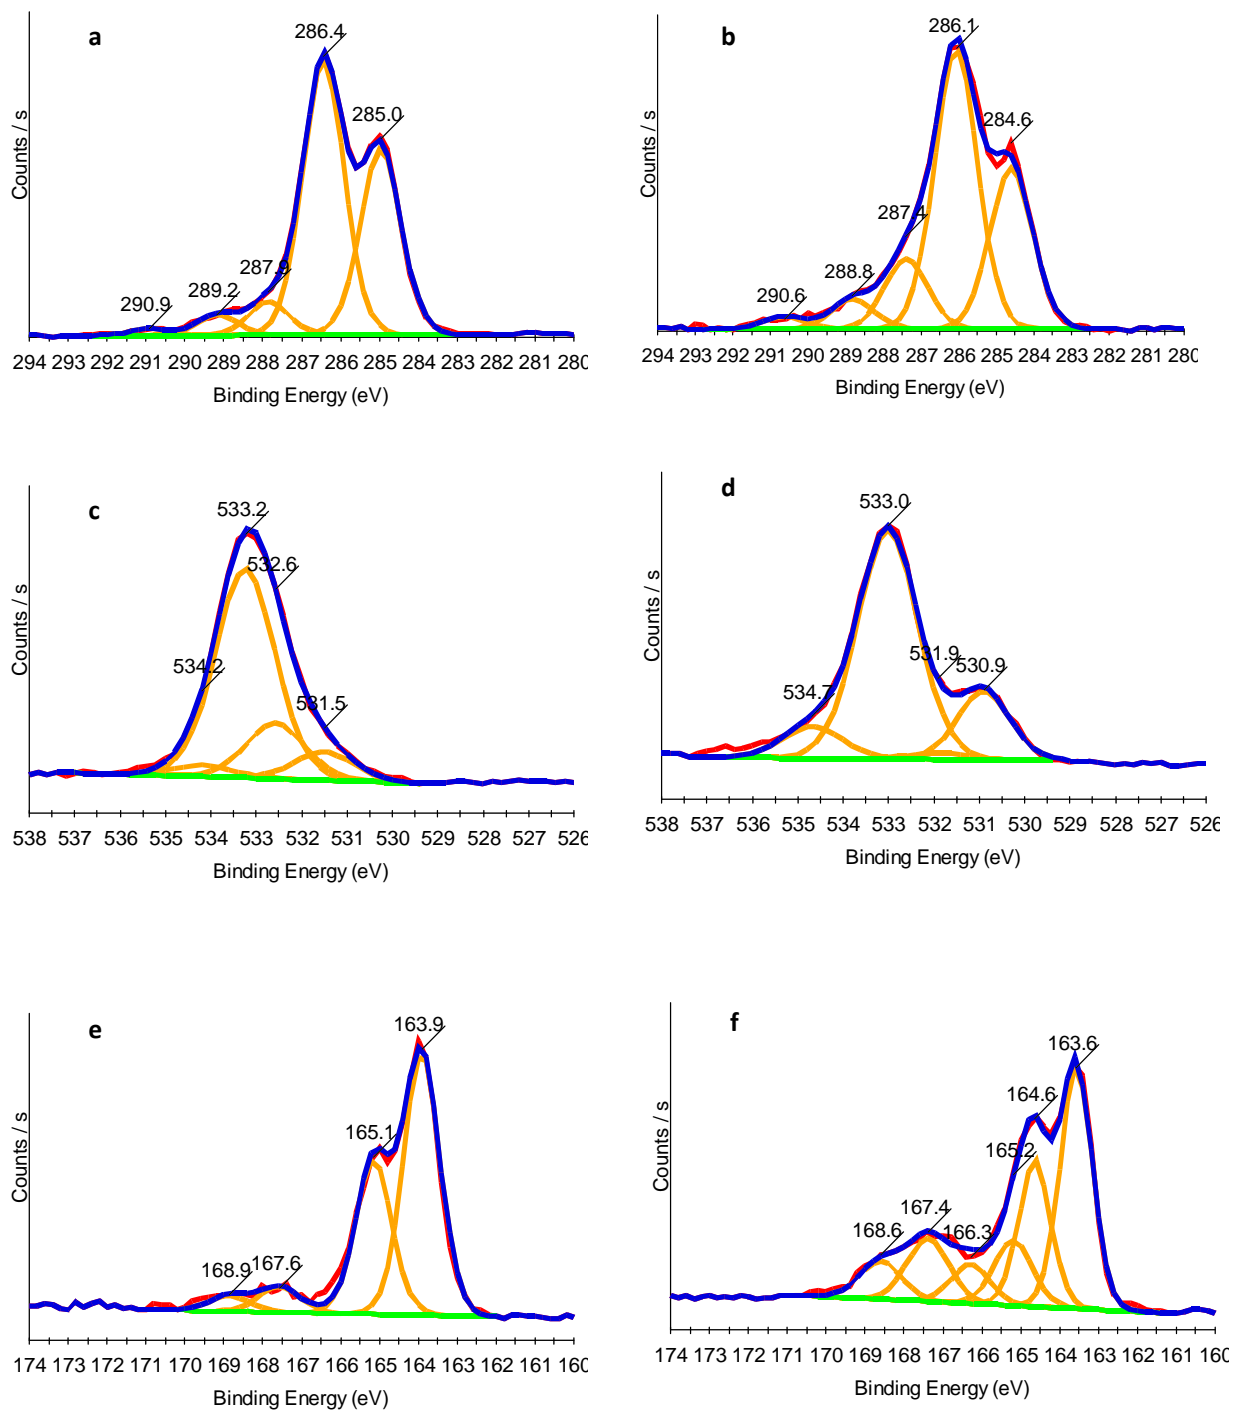 a
286.4
285.0
287.9
289.2
290.9
Counts / s
294 293 292 291 290 289 288 287 286 285 284 283 282 281 280
Binding Energy (eV)
b
286.1
284.6
287.4
288.8
290.6
Counts / s
294 293 292 291 290 289 288 287 286 285 284 283 282 281 280
Binding Energy (eV)
c
533.2
532.6
534.2
531.5
Counts / s
538 537 536 535 534 533 532 531 530 529 528 527 526
Binding Energy (eV)
d
533.0
531.9
530.9
534.7
Counts / s
538 537 536 535 534 533 532 531 530 529 528 527 526
Binding Energy (eV)
e
163.9
165.1
168.9
167.6
Counts / s
174 173 172 171 170 169 168 167 166 165 164 163 162 161 160
Binding Energy (eV)
f
163.6
164.6
165.2
167.4
166.3
168.6
Counts / s
174 173 172 171 170 169 168 167 166 165 164 163 162 161 160
Binding Energy (eV)